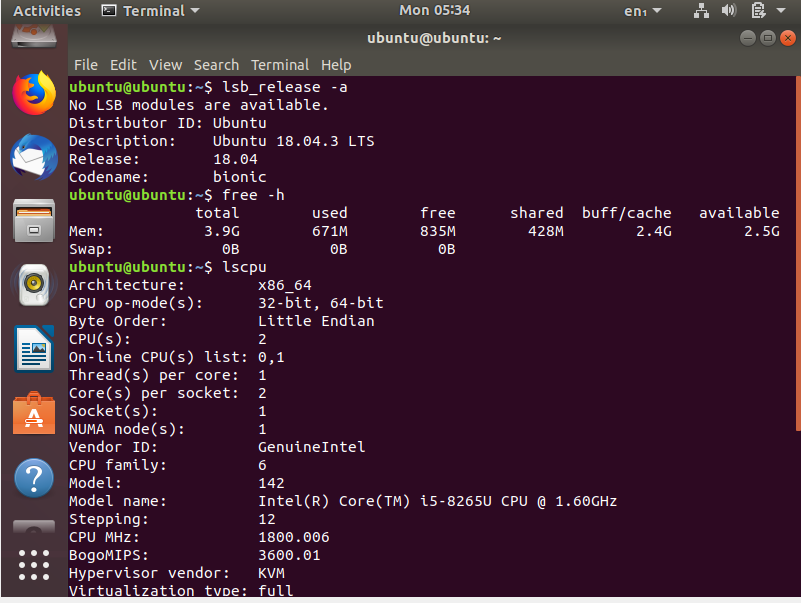 Activities Terminal Mon 05:34 en₁
ubuntu@ubuntu: ~
File Edit View Search Terminal Help
ubuntu@ubuntu:~$ lsb_release -a
No LSB modules are available.
Distributor ID: Ubuntu
Description:    Ubuntu 18.04.3 LTS
Release:        18.04
Codename:       bionic
ubuntu@ubuntu:~$ free -h
              total        used        free      shared  buff/cache   available
Mem:           3.9G        671M        835M        428M        2.4G        2.5G
Swap:            0B          0B          0B
ubuntu@ubuntu:~$ lscpu
Architecture:        x86_64
CPU op-mode(s):      32-bit, 64-bit
Byte Order:          Little Endian
CPU(s):              2
On-line CPU(s) list: 0,1
Thread(s) per core:  1
Core(s) per socket:  2
Socket(s):           1
NUMA node(s):        1
Vendor ID:           GenuineIntel
CPU family:          6
Model:               142
Model name:          Intel(R) Core(TM) i5-8265U CPU @ 1.60GHz
Stepping:            12
CPU MHz:             1800.006
BogoMIPS:            3600.01
Hypervisor vendor:   KVM
Virtualization type: full